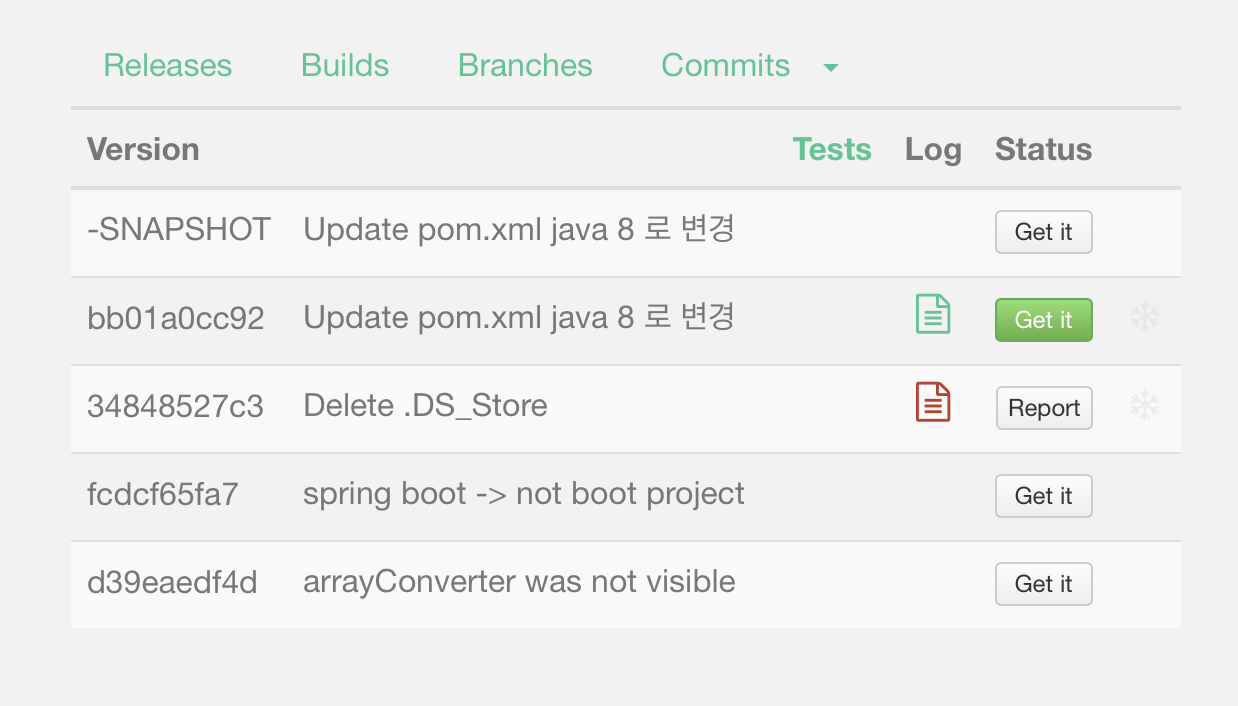 Releases Builds Branches Commits
Version Tests Log Status
-SNAPSHOT Update pom.xml java 8 로 변경 Get it
bb01a0cc92 Update pom.xml java 8 로 변경 Get it
34848527c3 Delete .DS_Store Report
fcdcf65fa7 spring boot -> not boot project Get it
d39eaedf4d arrayConverter was not visible Get it